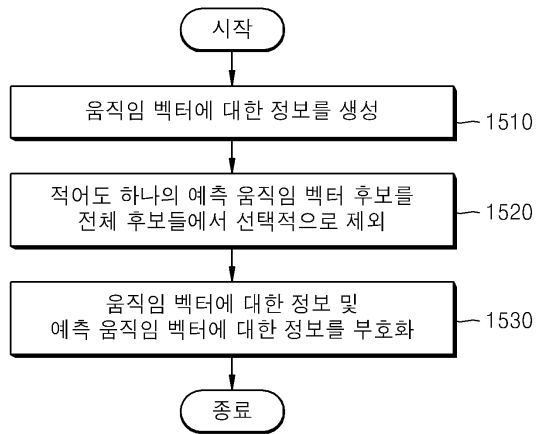 시작
움직임 벡터에 대한 정보를 생성
1510
적어도 하나의 예측 움직임 벡터 후보를
전체 후보들에서 선택적으로 제외
1520
움직임 벡터에 대한 정보 및
예측 움직임 벡터에 대한 정보를 부호화
1530
종료